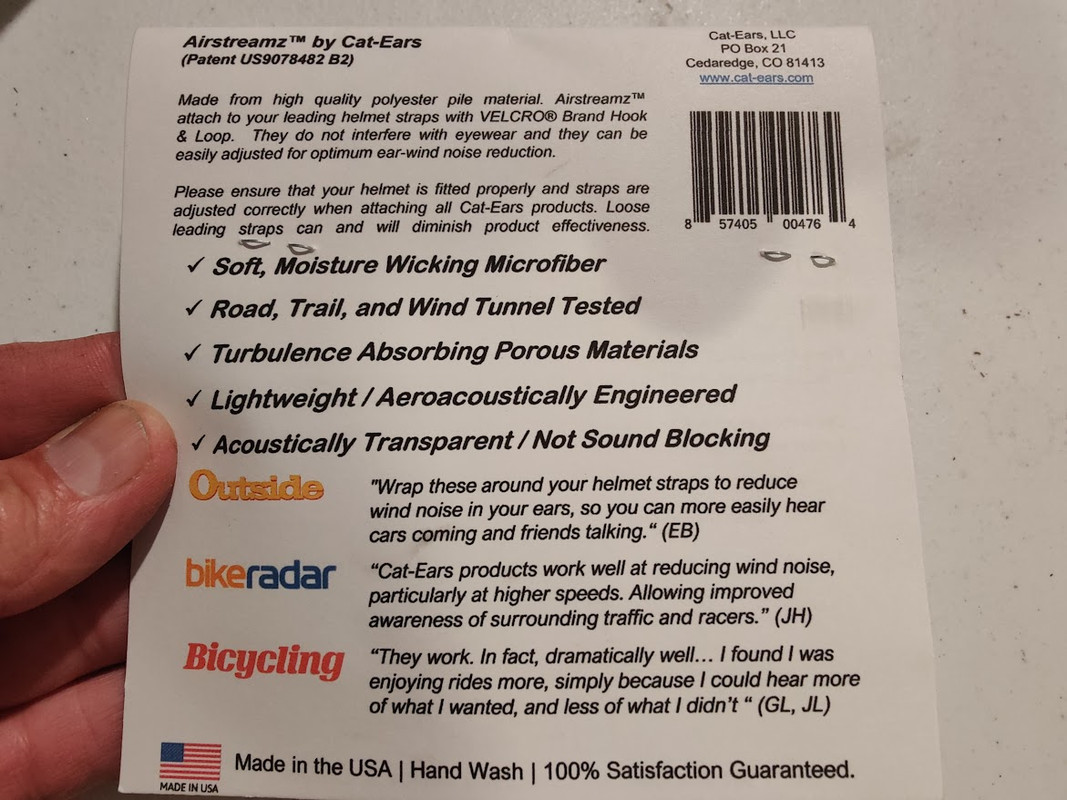 Airstreamz™ by Cat-Ears
(Patent US9078482 B2)
Cat-Ears, LLC
PO Box 21
Cedaredge, CO 81413
www.cat-ears.com
Made from high quality polyester pile material. Airstreamz™
attach to your leading helmet straps with VELCRO® Brand Hook
& Loop. They do not interfere with eyewear and they can be
easily adjusted for optimum ear-wind noise reduction.
Please ensure that your helmet is fitted properly and straps are
adjusted correctly when attaching all Cat-Ears products. Loose
leading straps can and will diminish product effectiveness.
8 57405 00476 4
✓ Soft, Moisture Wicking Microfiber
✓ Road, Trail, and Wind Tunnel Tested
✓ Turbulence Absorbing Porous Materials
✓ Lightweight / Aeroacoustically Engineered
✓ Acoustically Transparent / Not Sound Blocking
Outside
"Wrap these around your helmet straps to reduce
wind noise in your ears, so you can more easily hear
cars coming and friends talking.“ (EB)
bikeradar
“Cat-Ears products work well at reducing wind noise,
particularly at higher speeds. Allowing improved
awareness of surrounding traffic and racers.” (JH)
Bicycling
“They work. In fact, dramatically well… I found I was
enjoying rides more, simply because I could hear more
of what I wanted, and less of what I didn’t “ (GL, JL)
MADE IN USA
Made in the USA | Hand Wash | 100% Satisfaction Guaranteed.